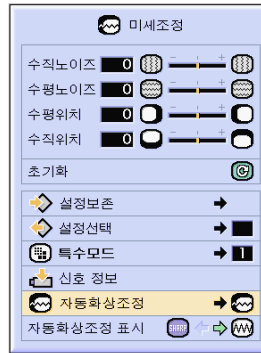 미세조정
수직노이즈 0 - +
수평노이즈 0 - +
수평위치 0 - +
수직위치 0 - +
초기화
설정보존
설정선택
특수모드 1
신호 정보
자동화상조정
자동화상조정 표시 SHARP